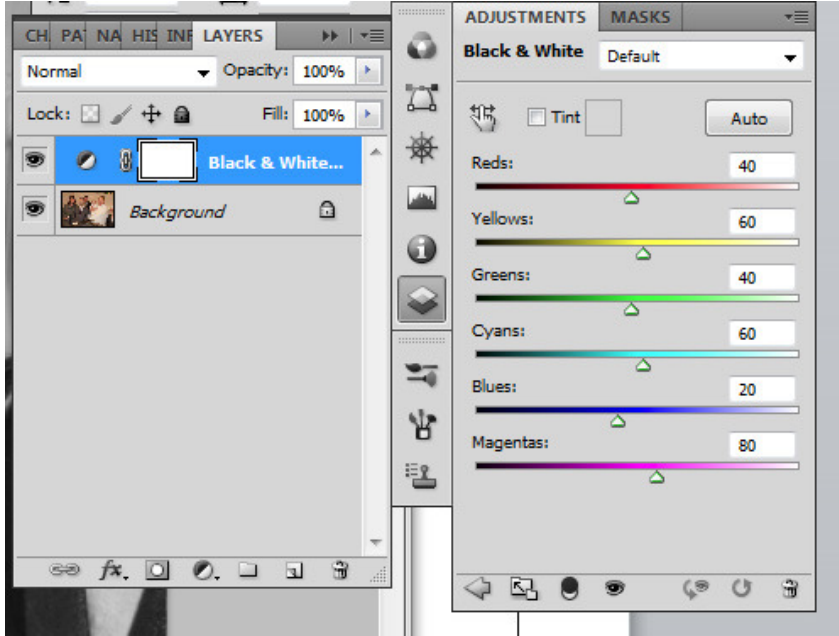 CH PA NA HIS INF LAYERS
Normal Opacity: 100%
Lock: Fill: 100%
Black & White...
Background
fx.
ADJUSTMENTS MASKS
Black & White Default
Tint Auto
Reds: 40
Yellows: 60
Greens: 40
Cyans: 60
Blues: 20
Magentas: 80